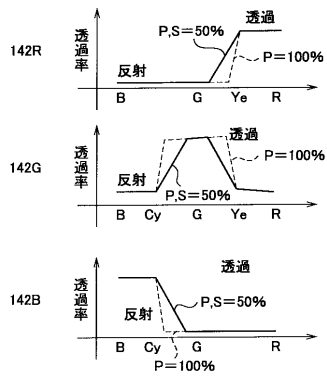 142R
透過率
反射
透過
P,S=50%
P=100%
B G Ye R
142G
透過率
反射
透過
P=100%
P,S=50%
B Cy G Ye R
142B
透過率
透過
反射
P,S=50%
B Cy G R
P=100%